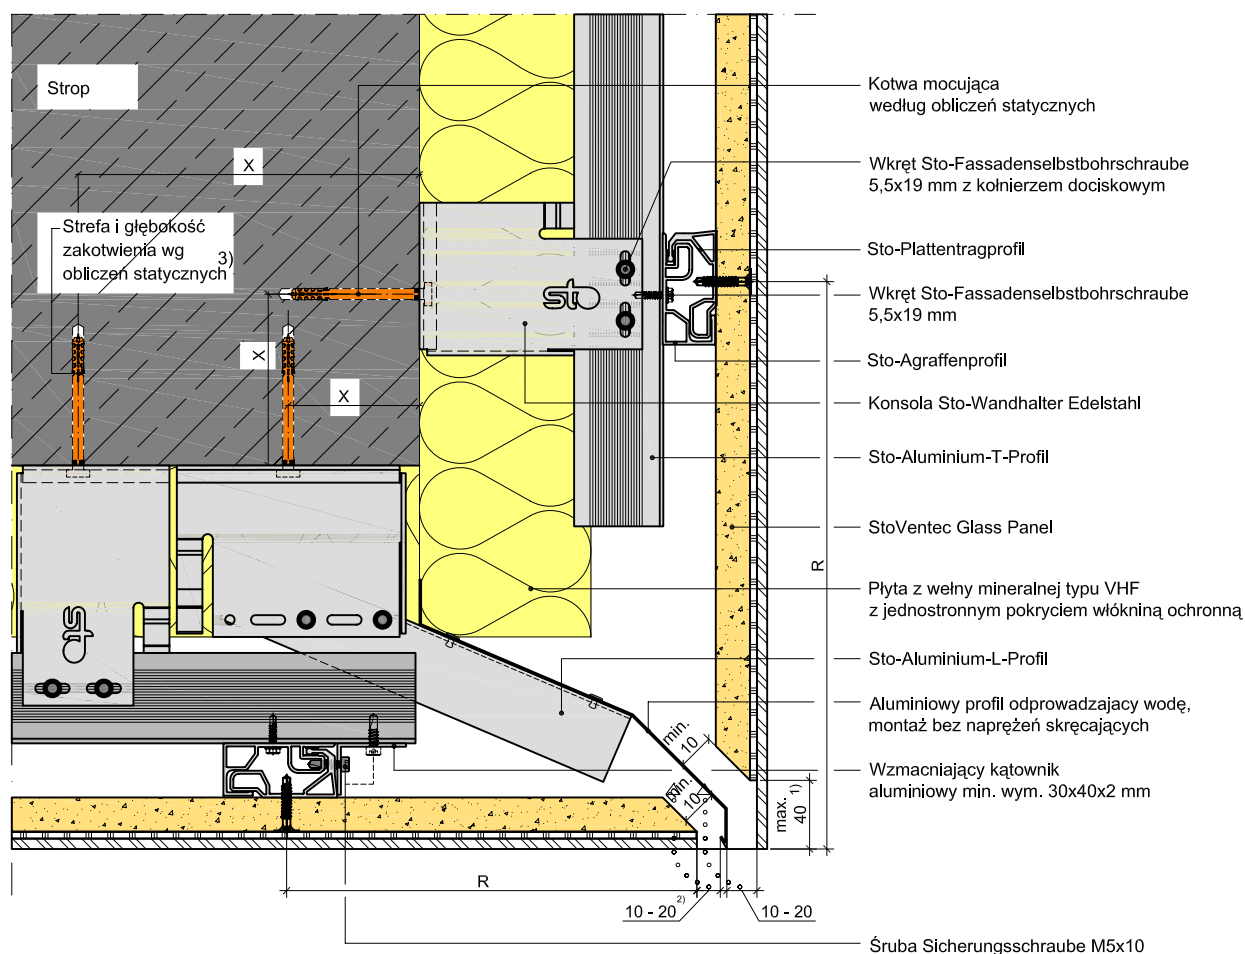 Strop
X
Strefa i głębokość
zakotwienia wg
obliczeń statycznych 3)
X
X
sto
sto
Kotwa mocująca
według obliczeń statycznych
Wkręt Sto-Fassadenselbstbohrschraube
5,5x19 mm z kołnierzem dociskowym
Sto-Plattentragprofil
Wkręt Sto-Fassadenselbstbohrschraube
5,5x19 mm
Sto-Agraffenprofil
Konsola Sto-Wandhalter Edelstahl
Sto-Aluminium-T-Profil
StoVentec Glass Panel
R
Płyta z wełny mineralnej typu VHF
z jednostronnym pokryciem włókniną ochronną
Sto-Aluminium-L-Profil
Aluminiowy profil odprowadzajacy wodę,
montaż bez naprężeń skręcających
min.
10
min.
10
max.
40 1)
Wzmacniający kątownik
aluminiowy min. wym. 30x40x2 mm
R
10 - 20 2)
10 - 20
Śruba Sicherungsschraube M5x10